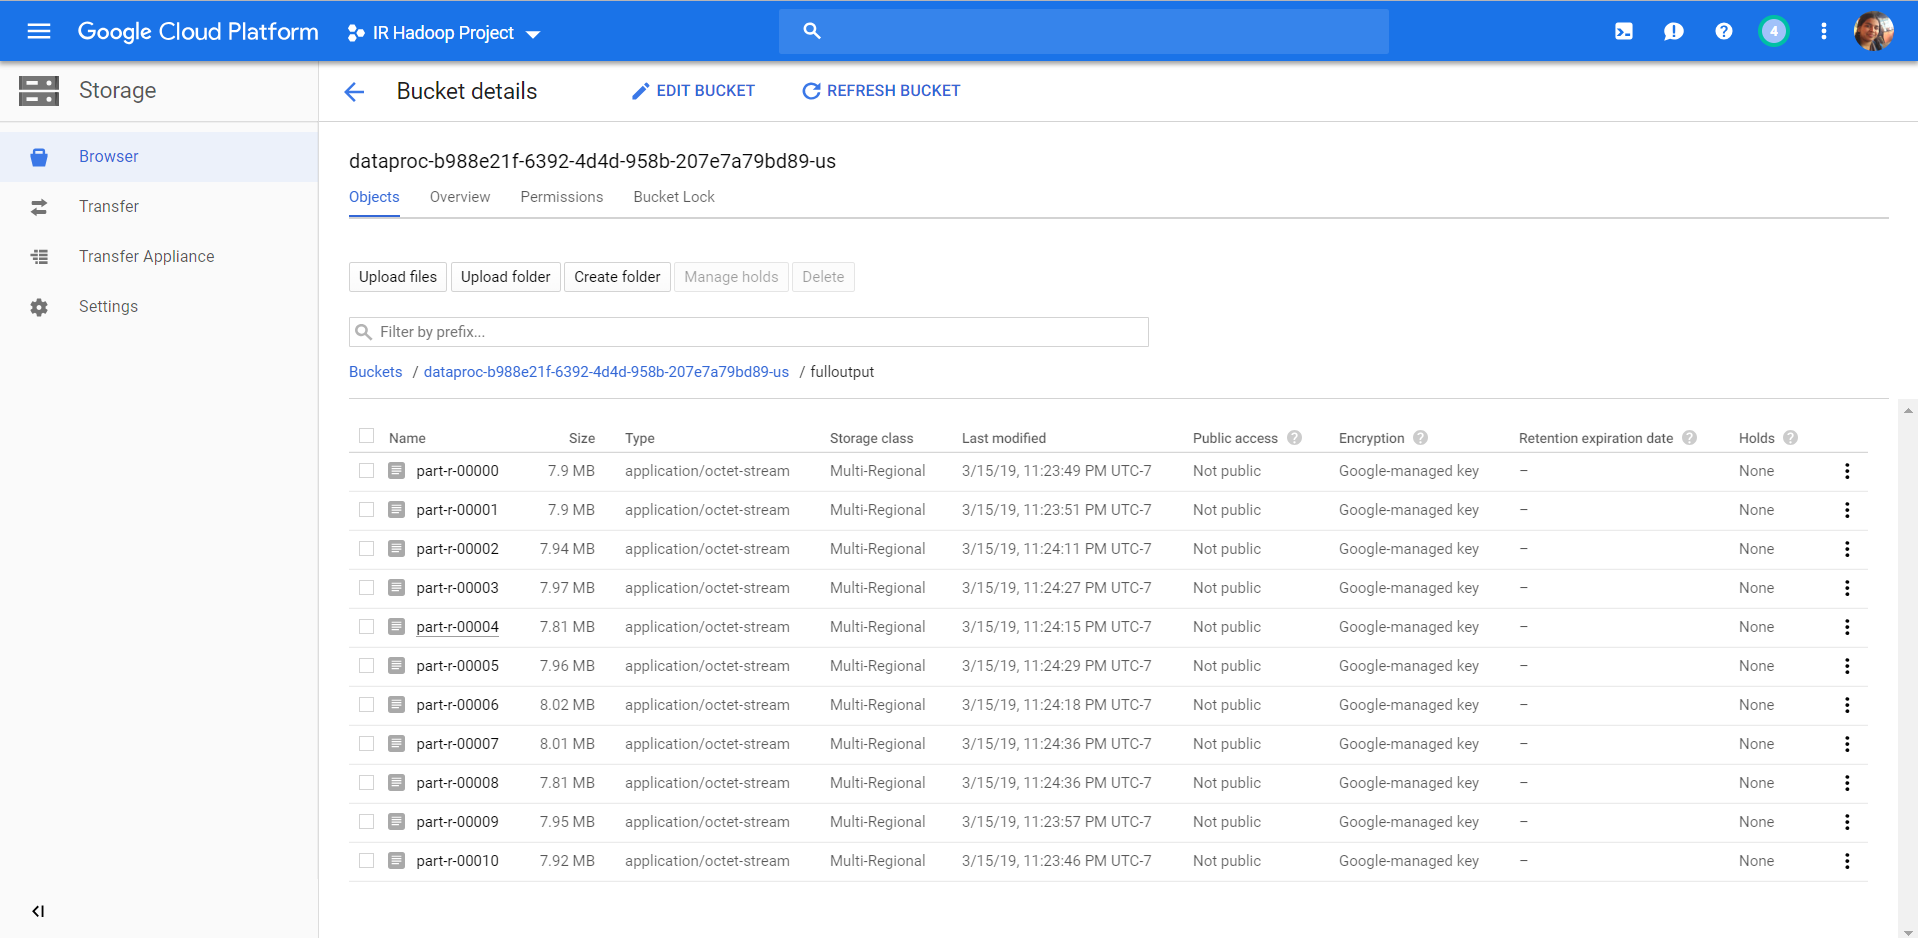 Google Cloud Platform IR Hadoop Project 4
Storage
Bucket details EDIT BUCKET REFRESH BUCKET
Browser
Transfer
Transfer Appliance
Settings
dataproc-b988e21f-6392-4d4d-958b-207e7a79bd89-us
Objects Overview Permissions Bucket Lock
Upload files Upload folder Create folder Manage holds Delete
Filter by prefix...
Buckets / dataproc-b988e21f-6392-4d4d-958b-207e7a79bd89-us / fulloutput
Name Size Type Storage class Last modified Public access Encryption Retention expiration date Holds
part-r-00000 7.9 MB application/octet-stream Multi-Regional 3/15/19, 11:23:49 PM UTC-7 Not public Google-managed key – None
part-r-00001 7.9 MB application/octet-stream Multi-Regional 3/15/19, 11:23:51 PM UTC-7 Not public Google-managed key – None
part-r-00002 7.94 MB application/octet-stream Multi-Regional 3/15/19, 11:24:11 PM UTC-7 Not public Google-managed key – None
part-r-00003 7.97 MB application/octet-stream Multi-Regional 3/15/19, 11:24:27 PM UTC-7 Not public Google-managed key – None
part-r-00004 7.81 MB application/octet-stream Multi-Regional 3/15/19, 11:24:15 PM UTC-7 Not public Google-managed key – None
part-r-00005 7.96 MB application/octet-stream Multi-Regional 3/15/19, 11:24:29 PM UTC-7 Not public Google-managed key – None
part-r-00006 8.02 MB application/octet-stream Multi-Regional 3/15/19, 11:24:18 PM UTC-7 Not public Google-managed key – None
part-r-00007 8.01 MB application/octet-stream Multi-Regional 3/15/19, 11:24:36 PM UTC-7 Not public Google-managed key – None
part-r-00008 7.81 MB application/octet-stream Multi-Regional 3/15/19, 11:24:36 PM UTC-7 Not public Google-managed key – None
part-r-00009 7.95 MB application/octet-stream Multi-Regional 3/15/19, 11:23:57 PM UTC-7 Not public Google-managed key – None
part-r-00010 7.92 MB application/octet-stream Multi-Regional 3/15/19, 11:23:46 PM UTC-7 Not public Google-managed key – None